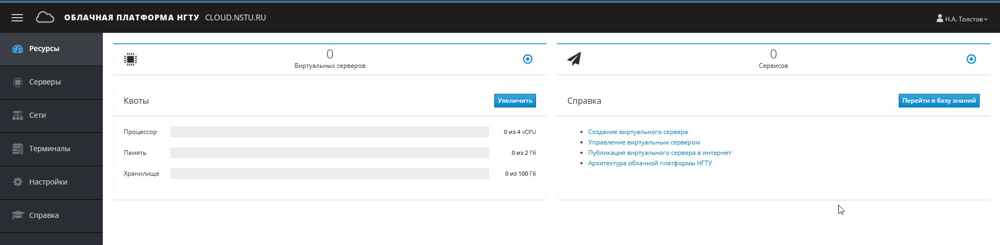 ОБЛАЧНАЯ ПЛАТФОРМА НГТУ CLOUD.NSTU.RU
Н.А. Толстов
Ресурсы
Серверы
Сети
Терминалы
Настройки
Справка
0
Виртуальных серверов
0
Сервисов
Квоты
Увеличить
Процессор 0 из 4 vCPU
Память 0 из 2 Гб
Хранилище 0 из 100 Гб
Справка
Перейти в базу знаний
Создание виртуального сервера
Управление виртуальным сервером
Публикация виртуального сервера в интернет
Архитектура облачной платформы НГТУ